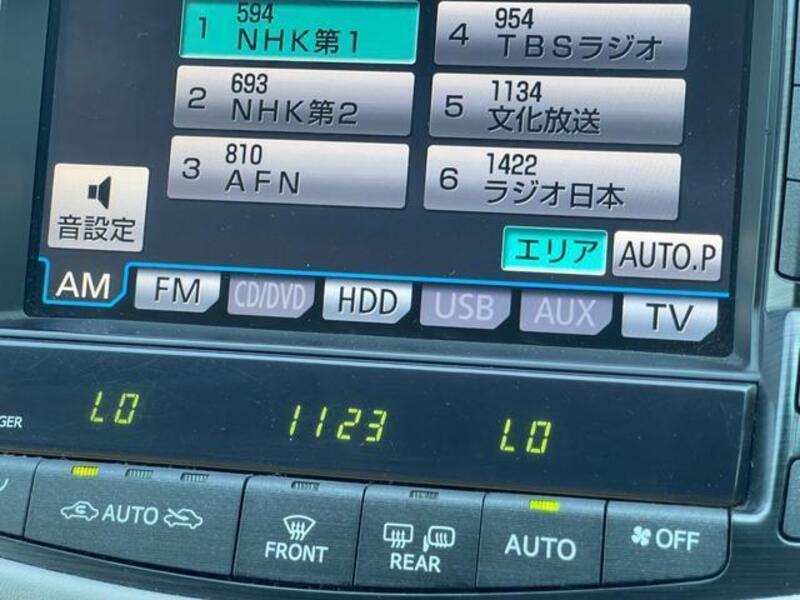 1 594 NHK第1
4 954 TBSラジオ
2 693 NHK第2
5 1134 文化放送
3 810 AFN
6 1422 ラジオ日本
音設定
エリア AUTO.P
AM FM CD/DVD HDD USB AUX TV
GER
LO 1123 LO
AUTO FRONT REAR AUTO OFF